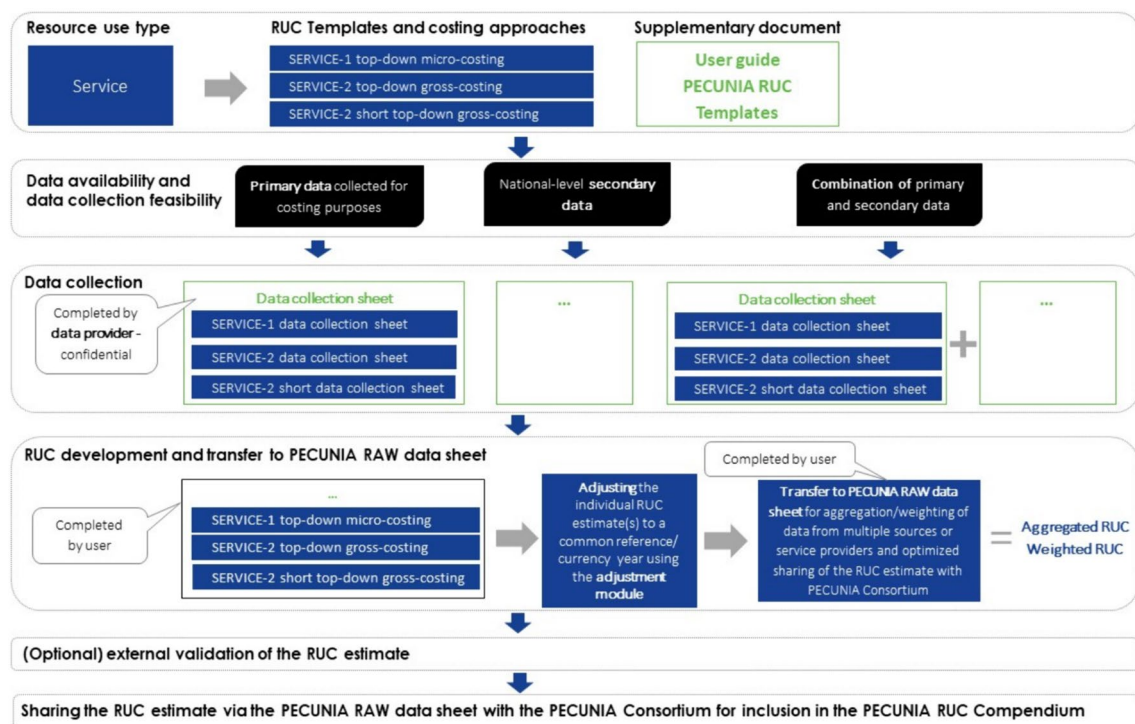 Resource use type
RUC Templates and costing approaches
Supplementary document
Service
SERVICE-1 top-down micro-costing
SERVICE-2 top-down gross-costing
SERVICE-2 short top-down gross-costing
User guide
PECUNIA RUC
Templates
Data availability and
data collection feasibility
Primary data collected for
costing purposes
National-level secondary
data
Combination of primary
and secondary data
Data collection
Completed by
data provider -
confidential
Data collection sheet
SERVICE-1 data collection sheet
SERVICE-2 data collection sheet
SERVICE-2 short data collection sheet
...
Data collection sheet
SERVICE-1 data collection sheet
SERVICE-2 data collection sheet
SERVICE-2 short data collection sheet
+
...
RUC development and transfer to PECUNIA RAW data sheet
Completed
by user
...
SERVICE-1 top-down micro-costing
SERVICE-2 top-down gross-costing
SERVICE-2 short top-down gross-costing
Adjusting the
individual RUC
estimate(s) to a
common reference/
currency year using
the adjustment
module
Completed by user
Transfer to PECUNIA RAW data
sheet for aggregation/weighting of
data from multiple sources or
service providers and optimized
sharing of the RUC estimate with
PECUNIA Consortium
=
Aggregated RUC
Weighted RUC
(Optional) external validation of the RUC estimate
Sharing the RUC estimate via the PECUNIA RAW data sheet with the PECUNIA Consortium for inclusion in the PECUNIA RUC Compendium